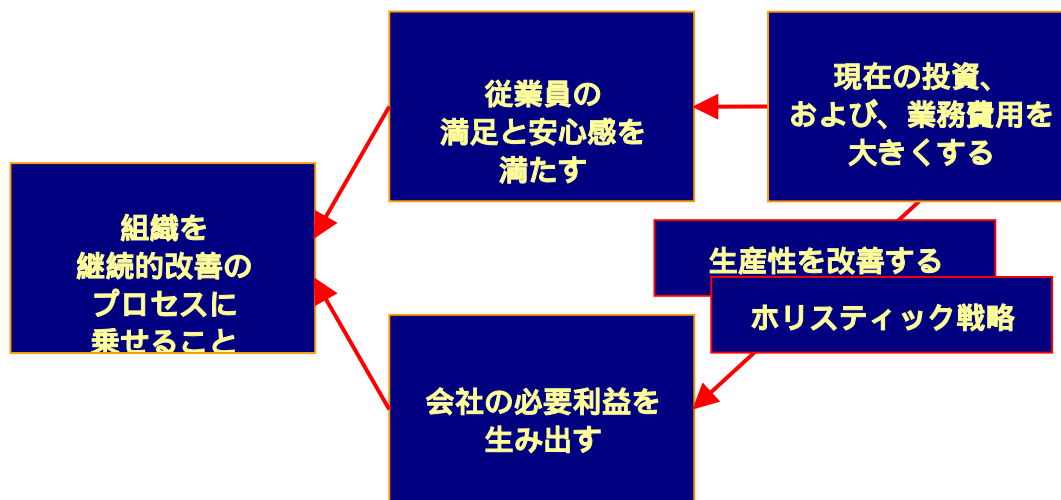 従業員の
満足と安心感を
満たす
現在の投資、
および、業務費用を
大きくする
組織を
継続的改善の
プロセスに
乗せること
生産性を改善する
ホリスティック戦略
会社の必要利益を
生み出す